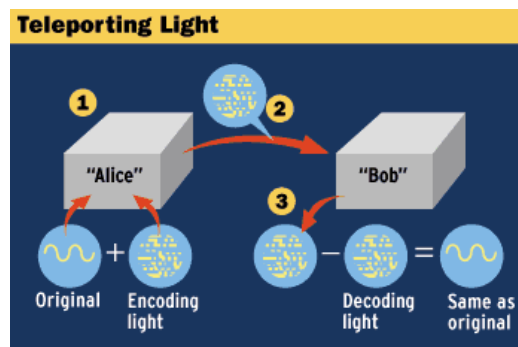 Teleporting Light
1
2
"Alice"
"Bob"
3
+
− =
Original
Encoding
light
Decoding
light
Same as
original